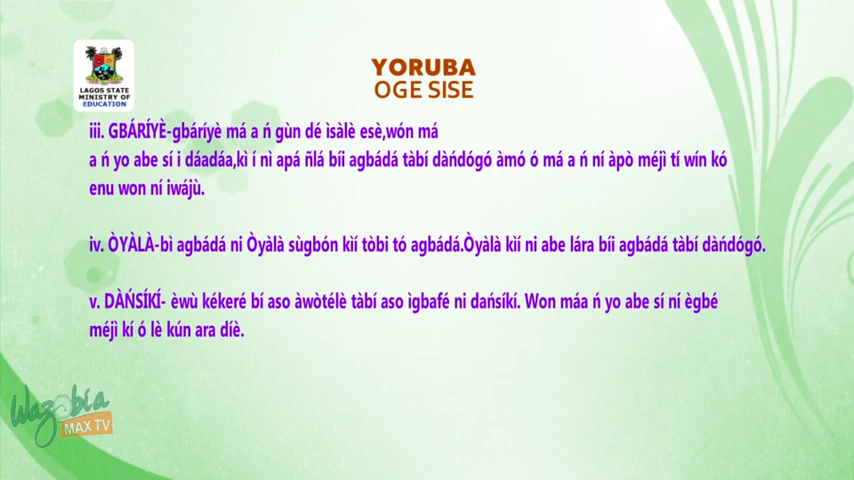 LAGOS STATE
MINISTRY OF
EDUCATION
YORUBA
OGE SISE
iii. GBÁRÍYÈ-gbáríyè má a ń gùn dé ìsàlè esè,wón má
a ń yo abe sí i dáadáa,kì í nì apá ñlá bíi agbádá tàbí dàńdógó àmó ó má a ń ní àpò méjì tí wín kó
enu won ní iwájù.
iv. ÒYÀLÀ-bì agbádá ni Òyàlà sùgbón kìí tòbi tó agbádá.Òyàlà kìí ni abe lára bíi agbádá tàbí dàńdógó.
v. DÀŃSÍKÍ- èwù kékeré bí aso àwòtélè tàbí aso ìgbafé ni dańsíkí. Won máa ń yo abe sí ní ègbé
méjì kí ó lè kún ara díè.
Wazobia
MAX TV